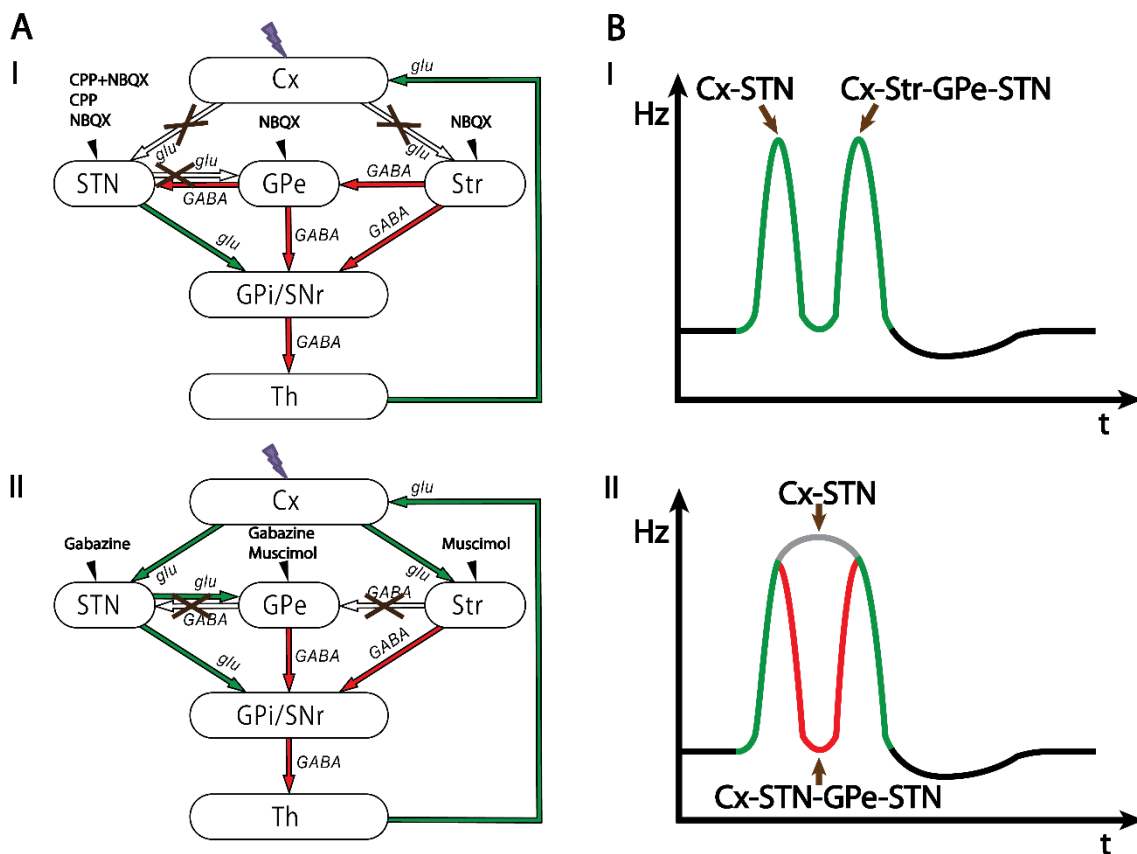 A
B
I
CPP+NBQX
CPP
NBQX
Cx
glu
glu
glu
NBQX
NBQX
glu
STN
GPe
Str
GABA
GABA
glu
GABA
GABA
GPi/SNr
GABA
Th
I
Hz
Cx-STN
Cx-Str-GPe-STN
t
II
Cx
glu
Gabazine
Gabazine
Muscimol
Muscimol
glu
glu
glu
GABA
STN
GPe
Str
GABA
glu
GABA
GABA
GPi/SNr
GABA
Th
II
Cx-STN
Hz
Cx-STN-GPe-STN
t